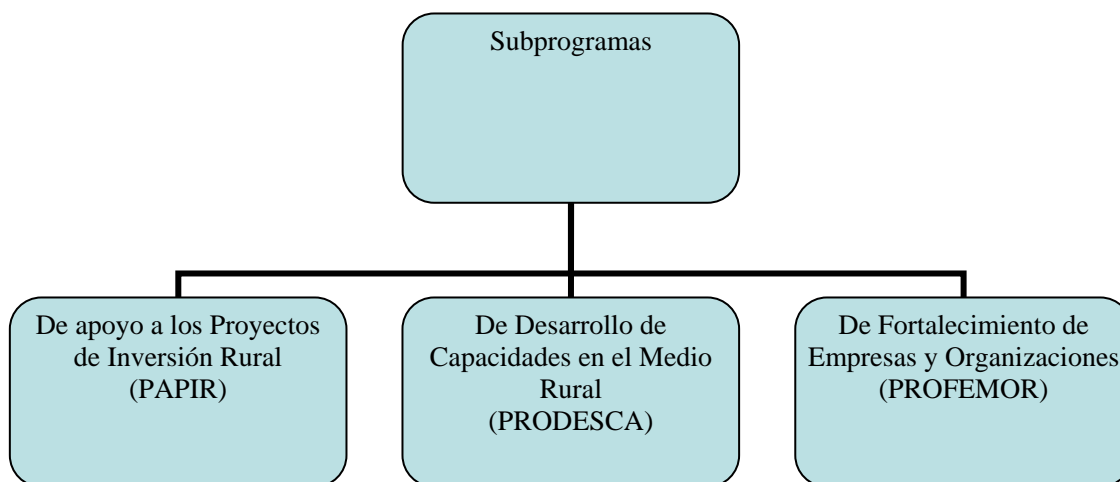 Subprogramas
De apoyo a los Proyectos
de Inversión Rural
(PAPIR)
De Desarrollo de
Capacidades en el Medio
Rural
(PRODESCA)
De Fortalecimiento de
Empresas y Organizaciones
(PROFEMOR)